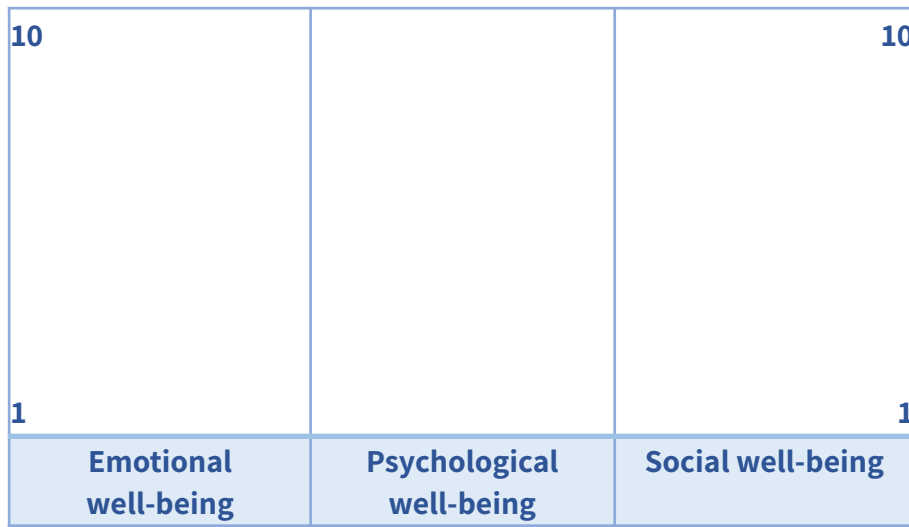 10
10
1
1
Emotional
well-being
Psychological
well-being
Social well-being